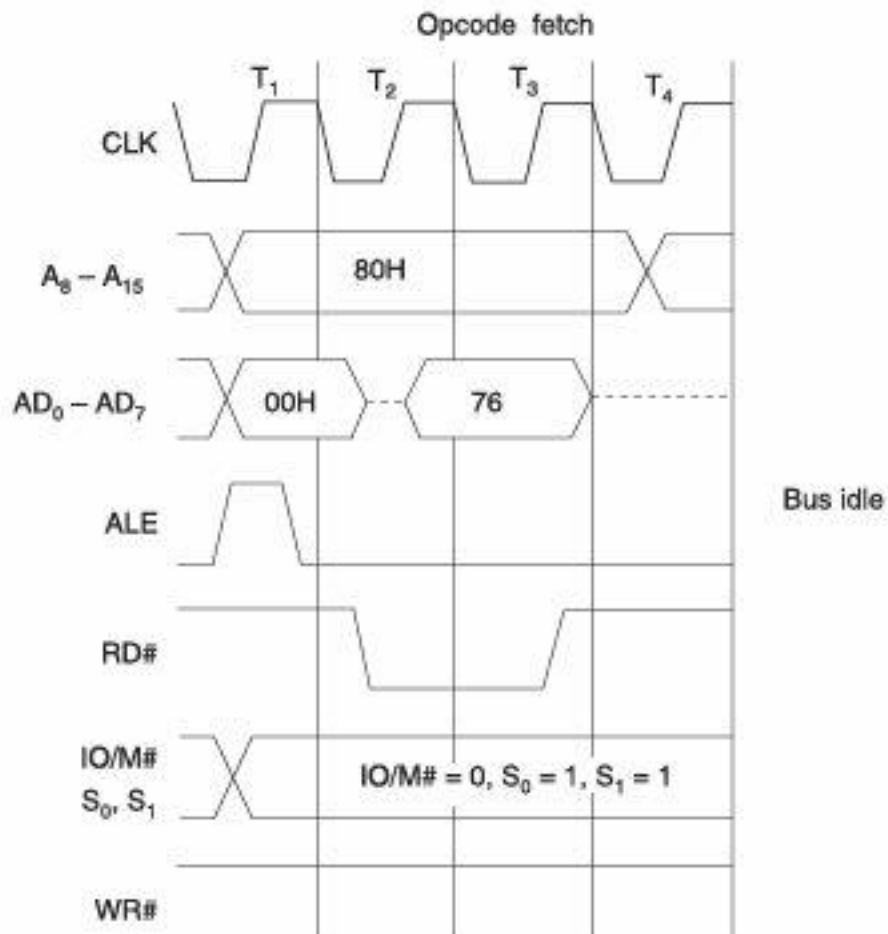 Opcode fetch
T₁ T₂ T₃ T₄
CLK
A₈ – A₁₅ 80H
AD₀ – AD₇ 00H 76
ALE
Bus idle
RD#
IO/M#
S₀, S₁
IO/M# = 0, S₀ = 1, S₁ = 1
WR#